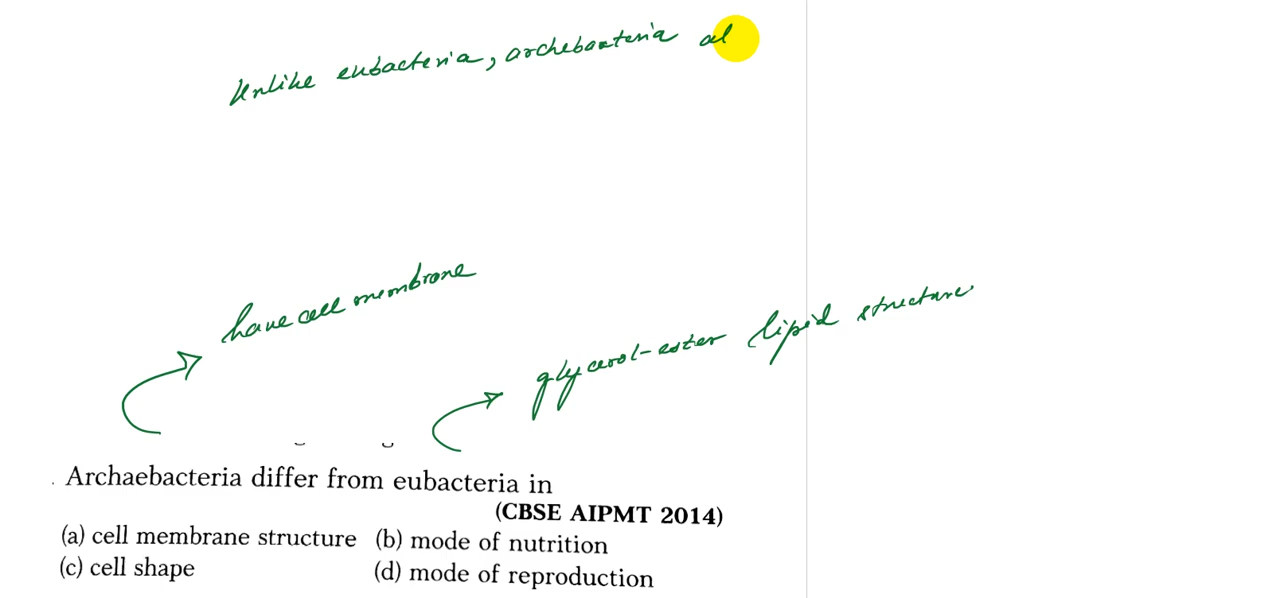 Unlike eubacteria, archebacteria cel
have cell membrane
glycerol-ester lipid structure
Archaebacteria differ from eubacteria in
(CBSE AIPMT 2014)
(a) cell membrane structure (b) mode of nutrition
(c) cell shape (d) mode of reproduction